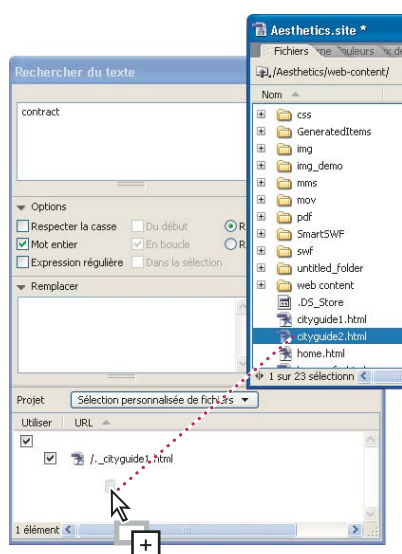 Aesthetics.site *
Fichiers
/Aesthetics/web-content/
Nom
css
GeneratedItems
img
img_demo
mms
mov
pdf
SmartSWF
swf
untitled_folder
web content
.DS_Store
cityguide1.html
cityguide2.html
home.html
1 sur 23 sélectionn
Rechercher du texte
contract
Options
Respecter la casse
Du début
R
Mot entier
En boucle
R
Expression régulière
Dans la sélection
Remplacer
Projet
Sélection personnalisée de fichiers
Utiliser
URL
/._cityguide1.html
1 élément